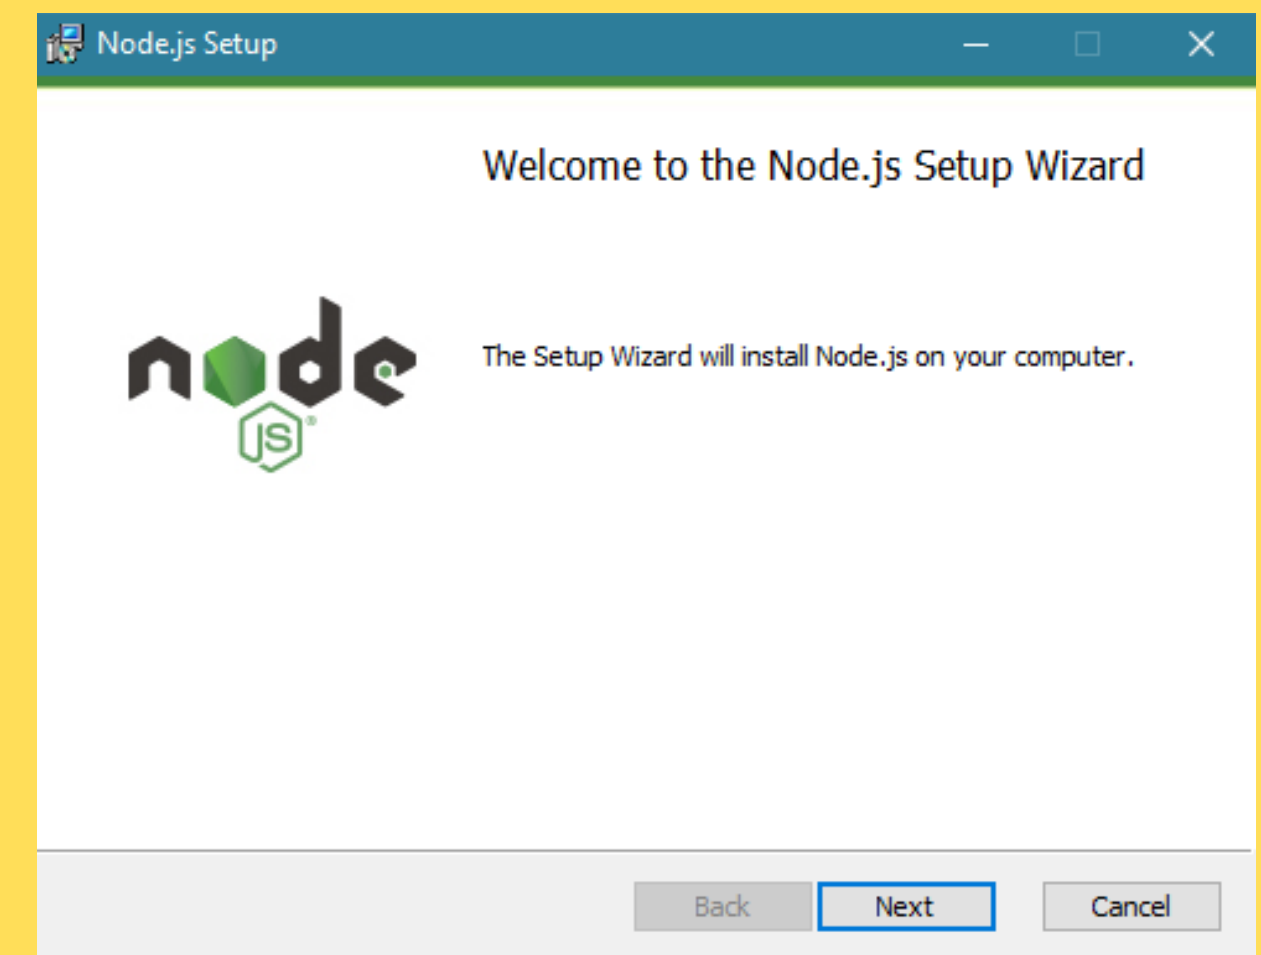 Node.js Setup
Welcome to the Node.js Setup Wizard
node
JS®
The Setup Wizard will install Node.js on your computer.
Back
Next
Cancel